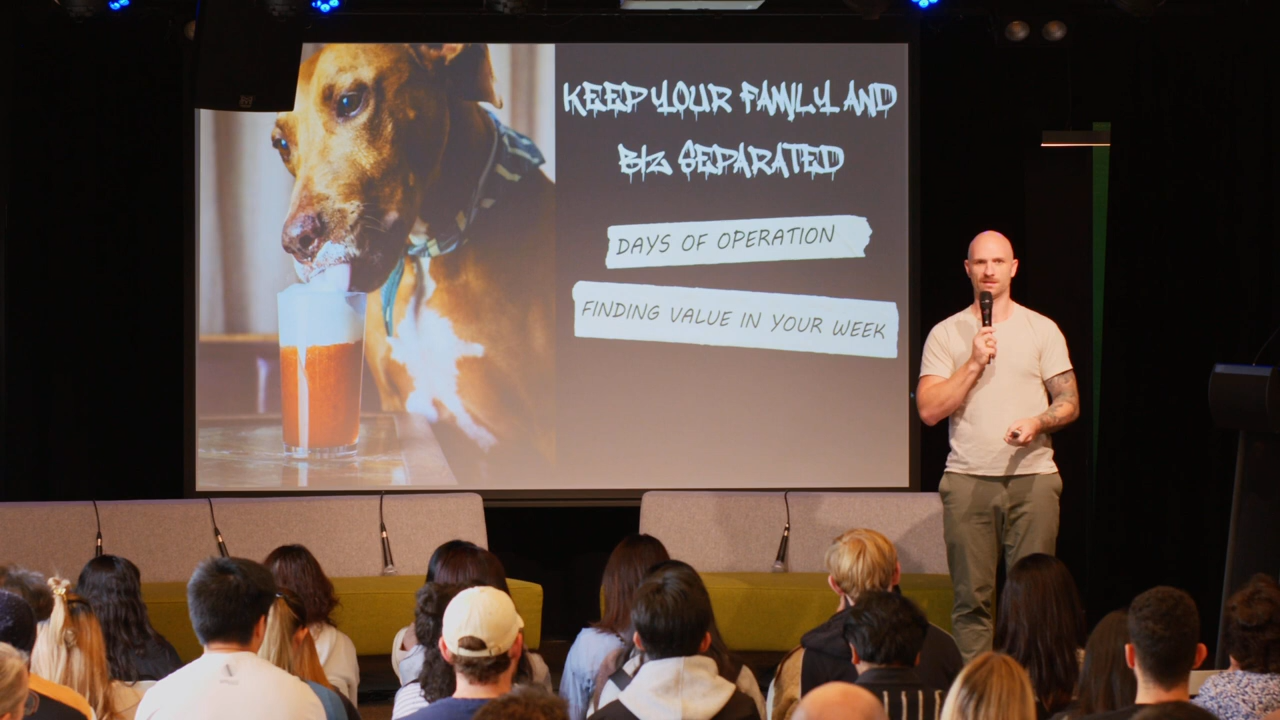 KEEP YOUR FAMILY AND
BIZ SEPARATED
DAYS OF OPERATION
FINDING VALUE IN YOUR WEEK